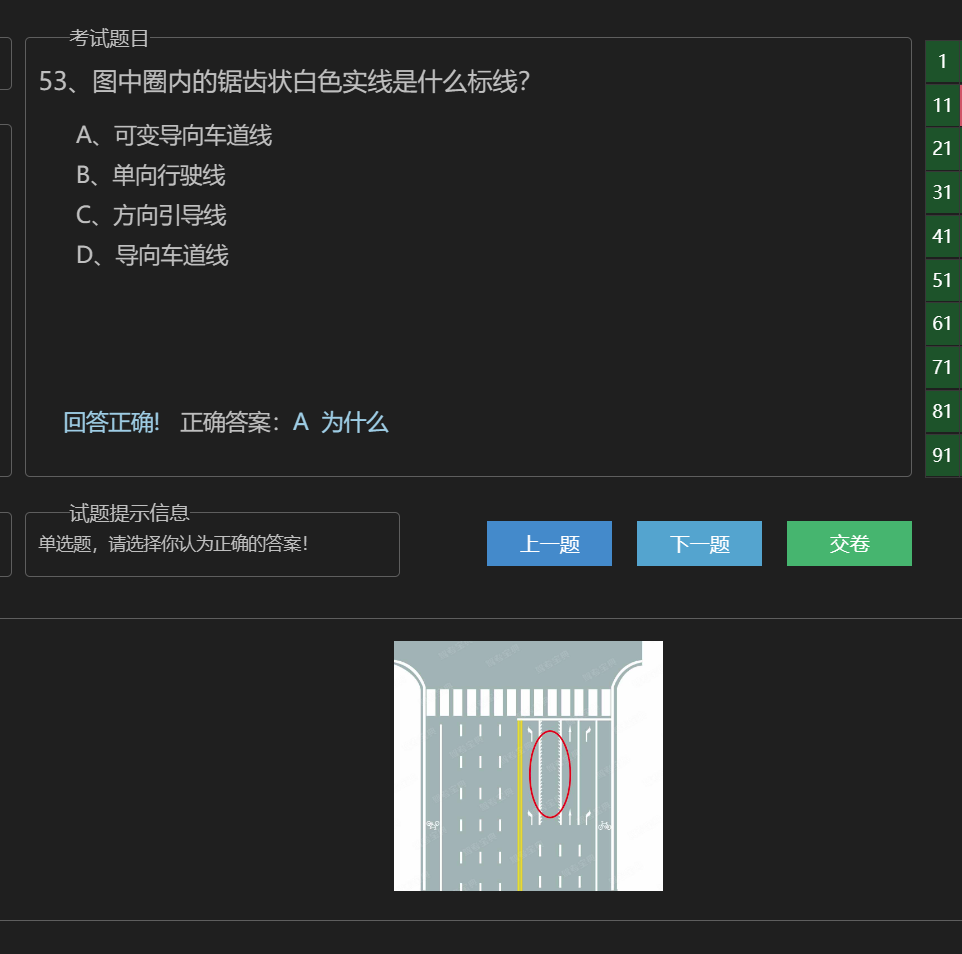 考试题目
53、图中圈内的锯齿状白色实线是什么标线?
A、可变导向车道线
B、单向行驶线
C、方向引导线
D、导向车道线
回答正确! 正确答案：A 为什么
1
11
21
31
41
51
61
71
81
91
试题提示信息
单选题，请选择你认为正确的答案!
上一题
下一题
交卷